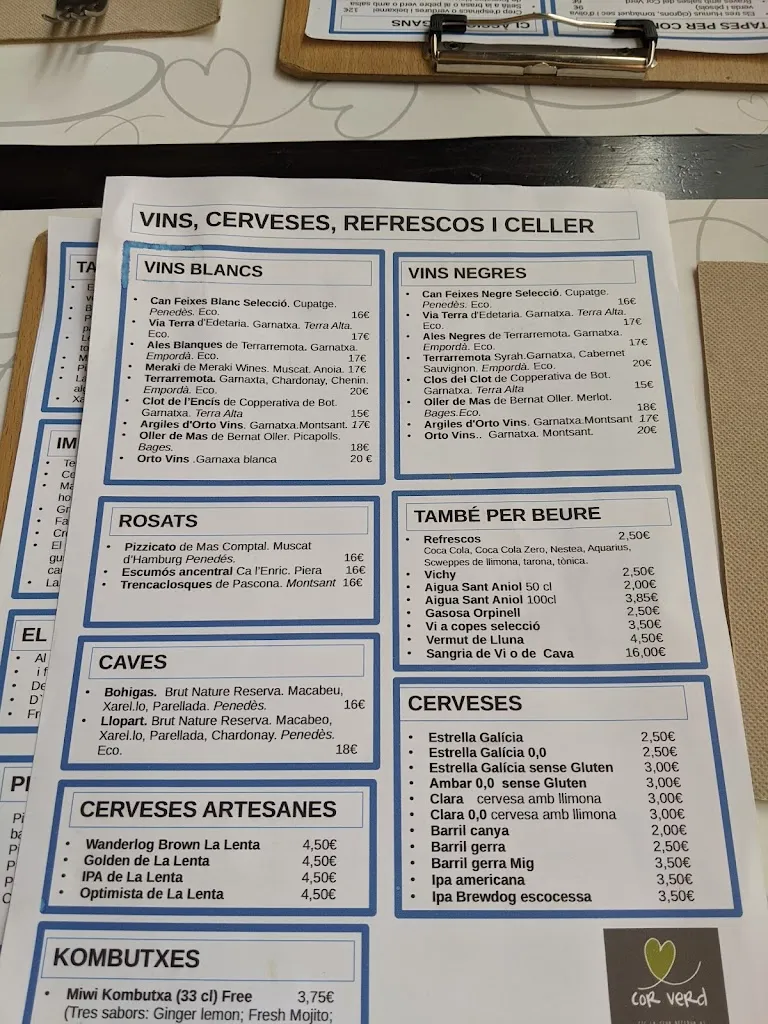 VINS, CERVESES, REFRESCOS I CELLER
VINS BLANCS
• Can Feixes Blanc Selecció. Cupatge.
Penedès. Eco. 16€
• Via Terra d'Edetaria. Garnatxa. Terra Alta.
Eco. 17€
• Ales Blanques de Terrarremota. Garnatxa.
Empordà. Eco. 17€
• Meraki de Meraki Wines. Muscat. Anoia. 17€
• Terrarremota. Garnaxta, Chardonay, Chenin.
Empordà. Eco. 20€
• Clot de l'Encís de Copperativa de Bot.
Garnatxa. Terra Alta 15€
• Argiles d'Orto Vins. Garnatxa.Montsant. 17€
• Oller de Mas de Bernat Oller. Picapolls.
Bages. 18€
• Orto Vins .Garnaxa blanca 20 €
ROSATS
• Pizzicato de Mas Comptal. Muscat
d'Hamburg Penedés. 16€
• Escumós ancentral Ca l'Enric. Piera 16€
• Trencaclosques de Pascona. Montsant 16€
CAVES
• Bohigas. Brut Nature Reserva. Macabeu,
Xarel.lo, Parellada. Penedès. 16€
• Llopart. Brut Nature Reserva. Macabeo,
Xarel.lo, Parellada, Chardonay. Penedès.
Eco. 18€
CERVESES ARTESANES
• Wanderlog Brown La Lenta 4,50€
• Golden de La Lenta 4,50€
• IPA de La Lenta 4,50€
• Optimista de La Lenta 4,50€
KOMBUTXES
• Miwi Kombutxa (33 cl) Free 3,75€
(Tres sabors: Ginger lemon; Fresh Mojito;
VINS NEGRES
• Can Feixes Negre Selecció. Cupatge.
Penedès. Eco. 16€
• Via Terra d'Edetaria. Garnatxa. Terra Alta.
Eco. 17€
• Ales Negres de Terrarremota. Garnatxa.
Empordà. Eco. 17€
• Terrarremota Syrah.Garnatxa, Cabernet
Sauvignon. Empordà. Eco. 20€
• Clos del Clot de Copperativa de Bot.
Garnatxa. Terra Alta 15€
• Oller de Mas de Bernat Oller. Merlot.
Bages.Eco. 18€
• Argiles d'Orto Vins. Garnatxa.Montsant 17€
• Orto Vins.. Garnatxa. Montsant. 20€
TAMBÉ PER BEURE
• Refrescos 2,50€
Coca Cola, Coca Cola Zero, Nestea, Aquarius,
Scweppes de llimona, tarona, tònica.
• Vichy 2,50€
• Aigua Sant Aniol 50 cl 2,00€
• Aigua Sant Aniol 100cl 3,85€
• Gasosa Orpinell 2,50€
• Vi a copes selecció 3,50€
• Vermut de Lluna 4,50€
• Sangria de Vi o de Cava 16,00€
CERVESES
• Estrella Galícia 2,50€
• Estrella Galícia 0,0 2,50€
• Estrella Galícia sense Gluten 3,00€
• Ambar 0,0 sense Gluten 3,00€
• Clara cervesa amb llimona 3,00€
• Clara 0,0 cervesa amb llimona 3,00€
• Barril canya 2,00€
• Barril gerra 2,50€
• Barril gerra Mig 3,50€
• Ipa americana 3,50€
• Ipa Brewdog escocessa 3,50€
cor verd